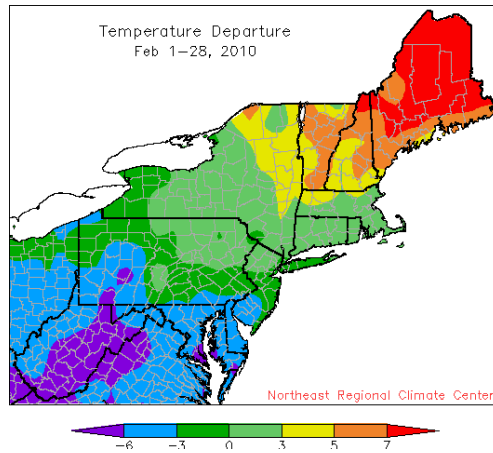 Temperature Departure
Feb 1-28, 2010
Northeast Regional Climate Center
-6 -3 0 3 5 7